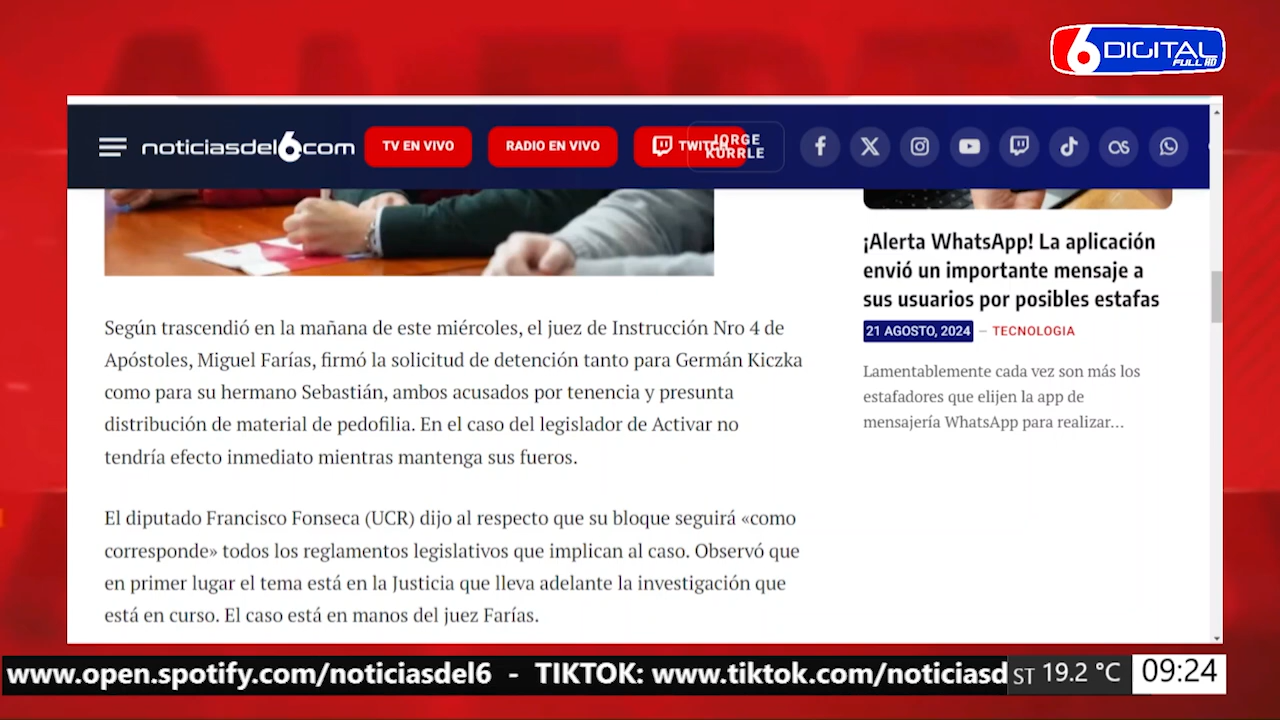 6 DIGITAL
FULL HD
noticiasdel6com
TV EN VIVO
RADIO EN VIVO
TWITCH
JORGE
KURRLE
¡Alerta WhatsApp! La aplicación
envió un importante mensaje a
sus usuarios por posibles estafas
21 AGOSTO, 2024 – TECNOLOGIA
Lamentablemente cada vez son más los
estafadores que elijen la app de
mensajería WhatsApp para realizar...
Según trascendió en la mañana de este miércoles, el juez de Instrucción Nro 4 de
Apóstoles, Miguel Farías, firmó la solicitud de detención tanto para Germán Kiczka
como para su hermano Sebastián, ambos acusados por tenencia y presunta
distribución de material de pedofilia. En el caso del legislador de Activar no
tendría efecto inmediato mientras mantenga sus fueros.
El diputado Francisco Fonseca (UCR) dijo al respecto que su bloque seguirá «como
corresponde» todos los reglamentos legislativos que implican al caso. Observó que
en primer lugar el tema está en la Justicia que lleva adelante la investigación que
está en curso. El caso está en manos del juez Farías.
www.open.spotify.com/noticiasdel6 - TIKTOK: www.tiktok.com/noticiasd
ST 19.2 °C
09:24